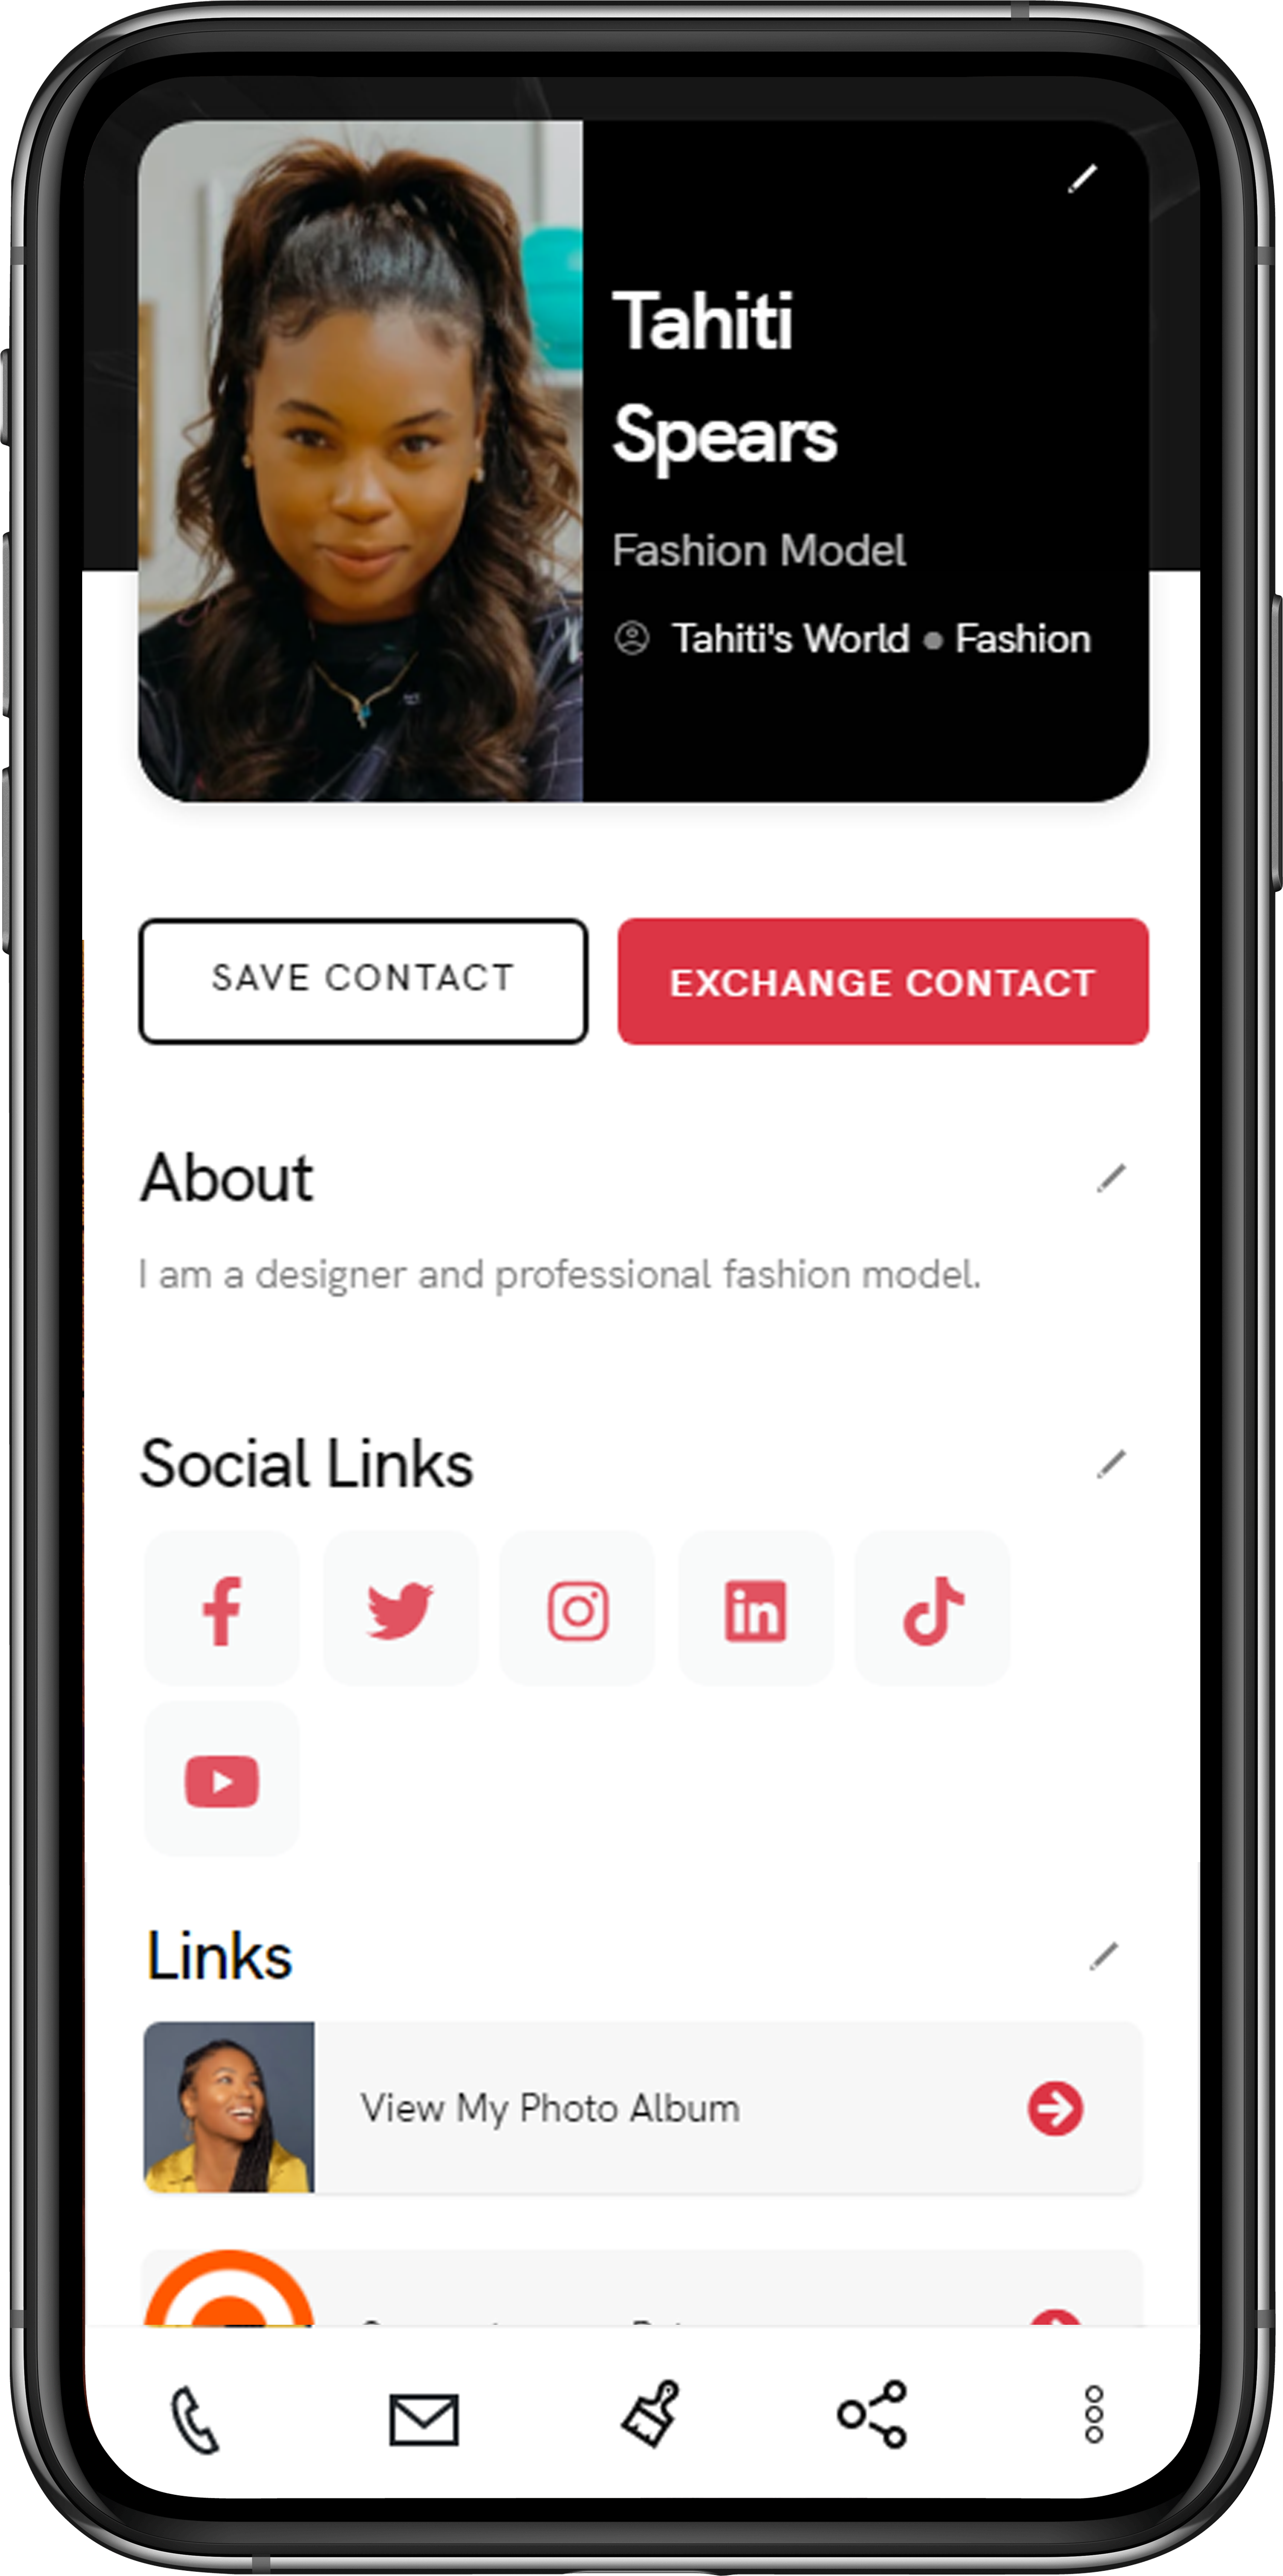 Tahiti
Spears
Fashion Model
Tahiti's World ● Fashion
SAVE CONTACT
EXCHANGE CONTACT
About
I am a designer and professional fashion model.
Social Links
Links
View My Photo Album